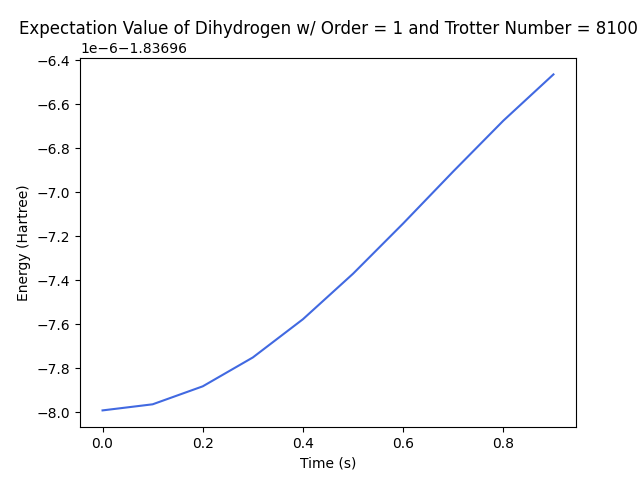 Expectation Value of Dihydrogen w/ Order = 1 and Trotter Number = 8100
1e−6−1.83696
−6.4
−6.6
−6.8
−7.0
−7.2
−7.4
−7.6
−7.8
−8.0
Energy (Hartree)
0.0 0.2 0.4 0.6 0.8
Time (s)